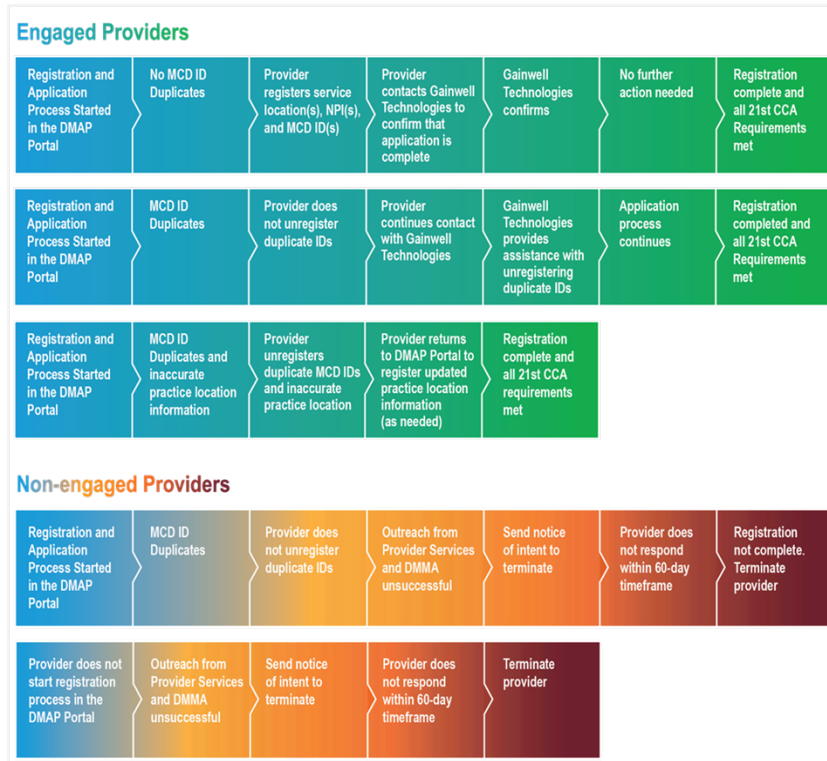 Engaged Providers
Registration and
Application
Process Started
in the DMAP
Portal
No MCD ID
Duplicates
Provider
registers service
location(s), NPI(s),
and MCD ID(s)
Provider
contacts Gainwell
Technologies to
confirm that
application is
complete
Gainwell
Technologies
confirms
No further
action needed
Registration
complete and
all 21st CCA
Requirements
met
Registration and
Application
Process Started
in the DMAP
Portal
MCD ID
Duplicates
Provider does
not unregister
duplicate IDs
Provider
continues contact
with Gainwell
Technologies
Gainwell
Technologies
provides
assistance with
unregistering
duplicate IDs
Application
process
continues
Registration
completed and
all 21st CCA
Requirements
met
Registration and
Application
Process Started
in the DMAP
Portal
MCD ID
Duplicates and
inaccurate
practice location
information
Provider
unregisters
duplicate MCD IDs
and inaccurate
practice location
Provider returns
to DMAP Portal to
register updated
practice location
information
(as needed)
Registration
complete and
all 21st CCA
requirements
met
Non-engaged Providers
Registration and
Application
Process Started
in the DMAP
Portal
MCD ID
Duplicates
Provider does
not unregister
duplicate IDs
Outreach from
Provider Services
and DMMA
unsuccessful
Send notice
of intent to
terminate
Provider does
not respond
within 60-day
timeframe
Registration
not complete.
Terminate
provider
Provider does not
start registration
process in the
DMAP Portal
Outreach from
Provider Services
and DMMA
unsuccessful
Send notice
of intent to
terminate
Provider does
not respond
within 60-day
timeframe
Terminate
provider